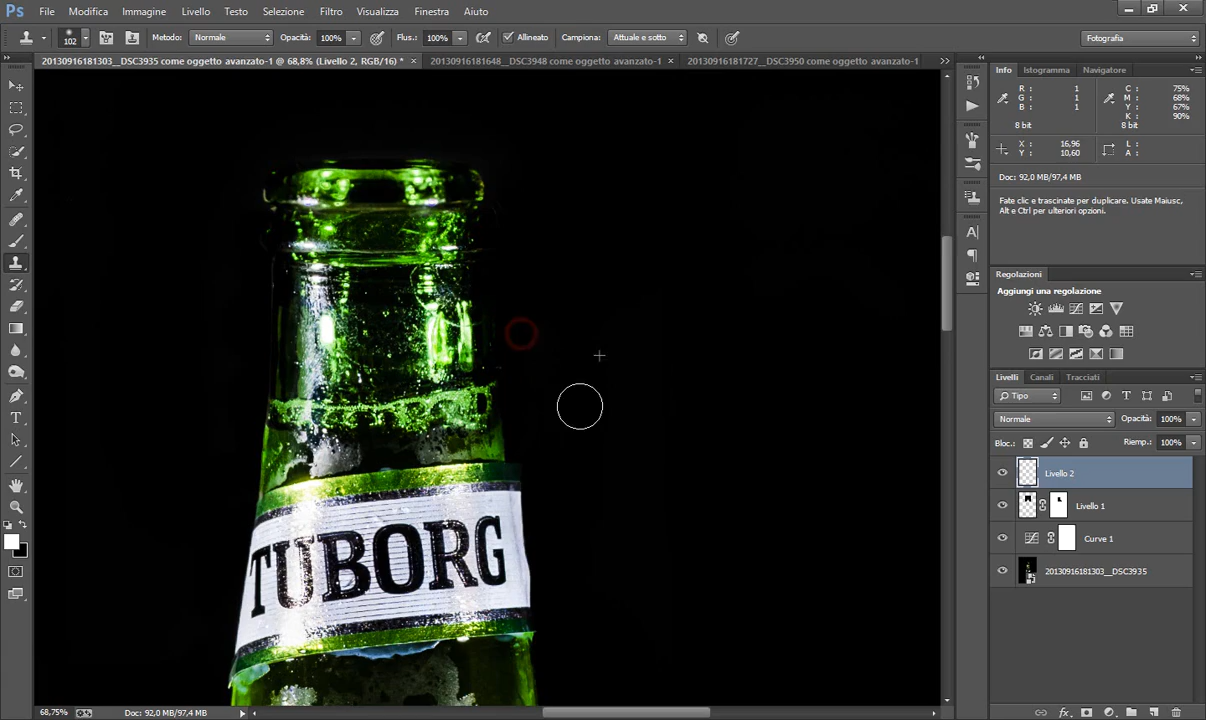 Ps File Modifica Immagine Livello Testo Selezione Filtro Visualizza Finestra Aiuto
102 Metodo: Normale Opacità: 100% Flus.: 100% Allineato Campiona: Attuale e sotto Fotografia
20130916181303__DSC3935 come oggetto avanzato-1 @ 68,8% (Livello 2, RGB/16) * × 20130916181648__DSC3948 come oggetto avanzato-1 × 20130916181727__DSC3950 come oggetto avanzato-1
Info Istogramma Navigatore
R : 1 C : 75%
G : 1 M : 68%
B : 1 Y : 67%
K : 90%
8 bit 8 bit
X : 16,96 L :
Y : 10,60 A :
Doc: 92,0 MB/97,4 MB
Fate clic e trascinate per duplicare. Usate Maiusc,
Alt e Ctrl per ulteriori opzioni.
Regolazioni
Aggiungi una regolazione
Livelli Canali Tracciati
Tipo
Normale Opacità: 100%
Bloc.: Riemp.: 100%
Livello 2
Livello 1
Curve 1
20130916181303__DSC3935
TUBORG
68,75% Doc: 92,0 MB/97,4 MB